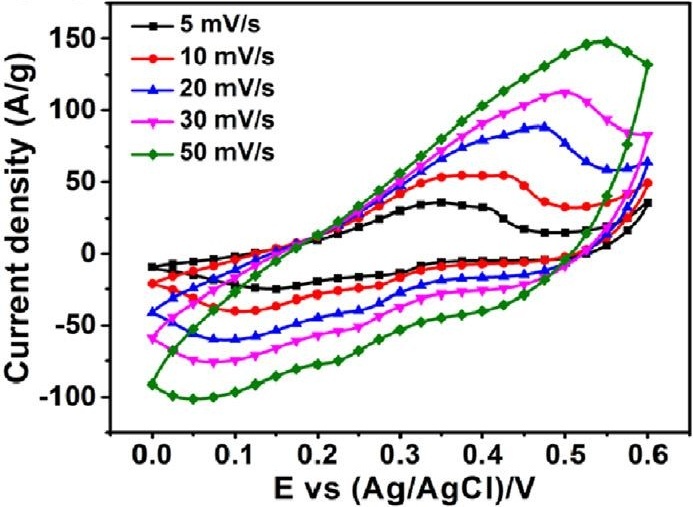 5 mV/s
10 mV/s
20 mV/s
30 mV/s
50 mV/s
150
100
50
0
-50
-100
Current density (A/g)
0.0 0.1 0.2 0.3 0.4 0.5 0.6
E vs (Ag/AgCl)/V